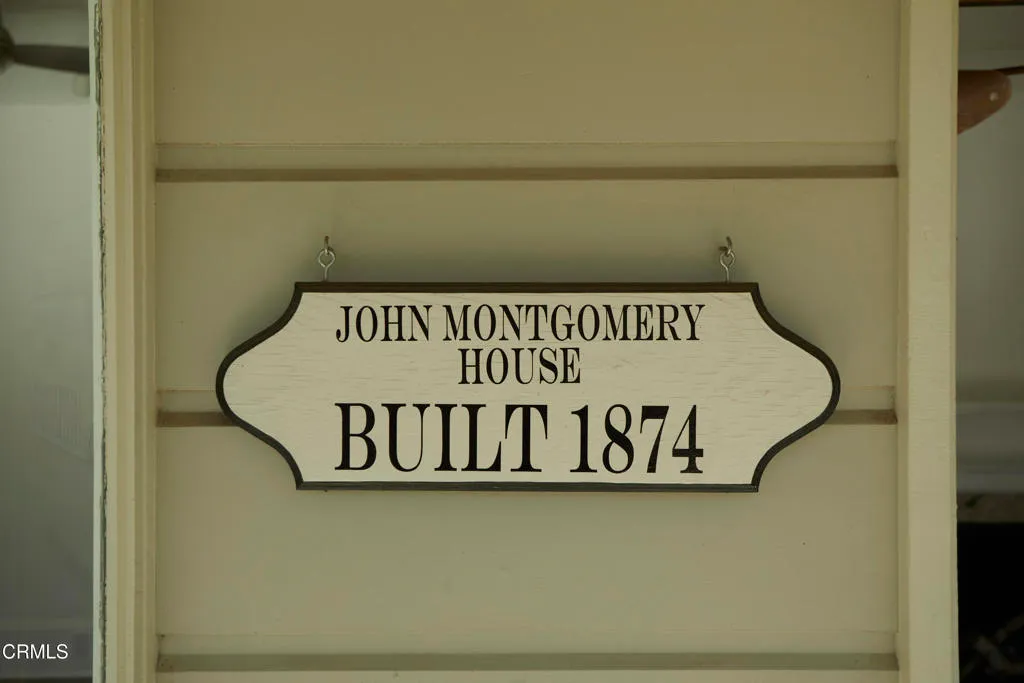 JOHN MONTGOMERY
HOUSE
BUILT 1874
CRMLS